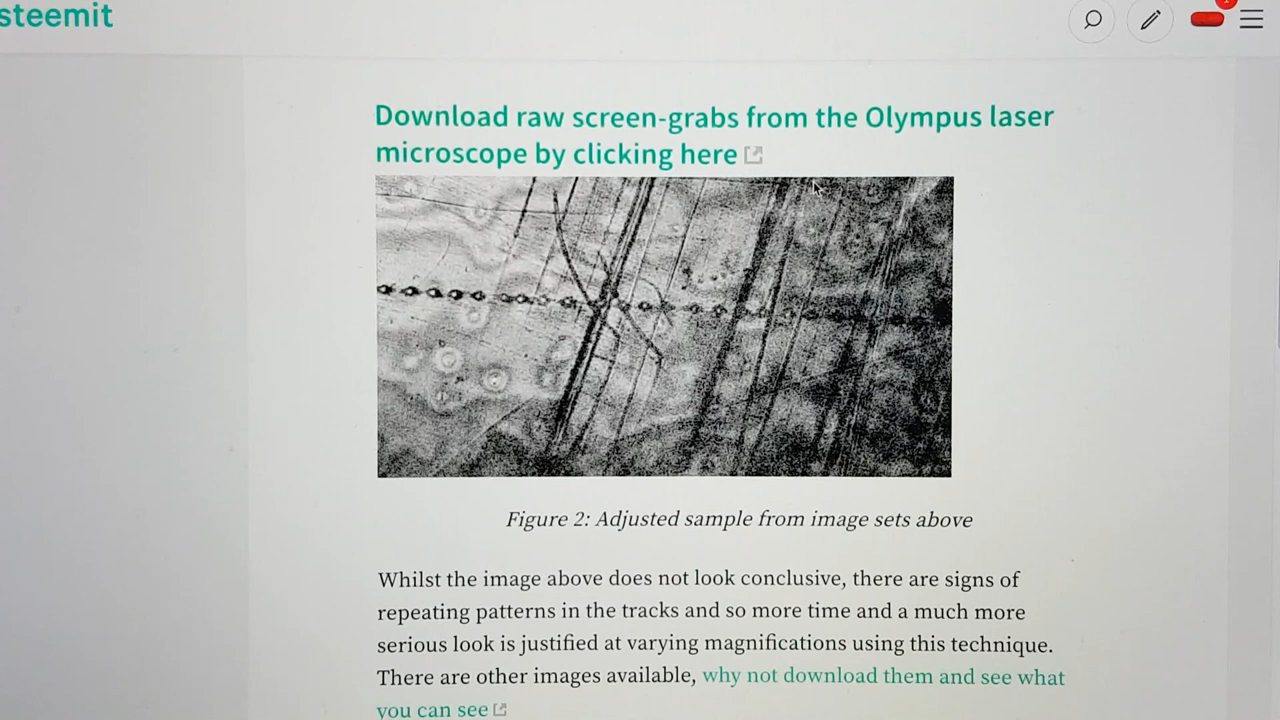 steemit
Download raw screen-grabs from the Olympus laser
microscope by clicking here
Figure 2: Adjusted sample from image sets above
Whilst the image above does not look conclusive, there are signs of
repeating patterns in the tracks and so more time and a much more
serious look is justified at varying magnifications using this technique.
There are other images available, why not download them and see what
you can see